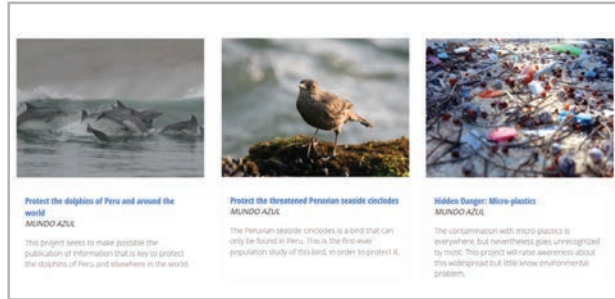 Protect the dolphins of Peru and around the
world
MUNDO AZUL
This project seeks to make possible the
publication of information that is key to protect
the dolphins of Peru and elsewhere in the world.
Protect the threatened Peruvian seaside cinclodes
MUNDO AZUL
The Peruvian seaside cinclodes is a bird that can
only be found in Peru. This is the first-ever
population study of this bird, in order to protect it.
Hidden Danger: Micro-plastics
MUNDO AZUL
The contamination with micro-plastics is
everywhere, but nevertheless goes unrecognized
by most. This project will raise awareness about
this widespread but little know environmental
problem.